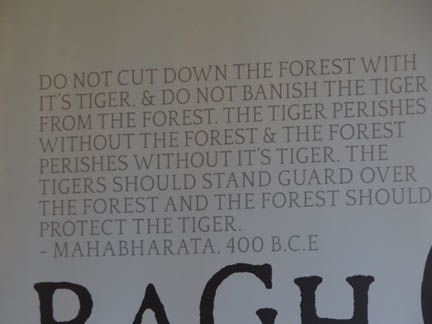 DO NOT CUT DOWN THE FOREST WITH
IT'S TIGER, & DO NOT BANISH THE TIGER
FROM THE FOREST. THE TIGER PERISHES
WITHOUT THE FOREST & THE FOREST
PERISHES WITHOUT IT'S TIGER. THE
TIGERS SHOULD STAND GUARD OVER
THE FOREST AND THE FOREST SHOULD
PROTECT THE TIGER.
- MAHABHARATA, 400 B.C.E
BAGH